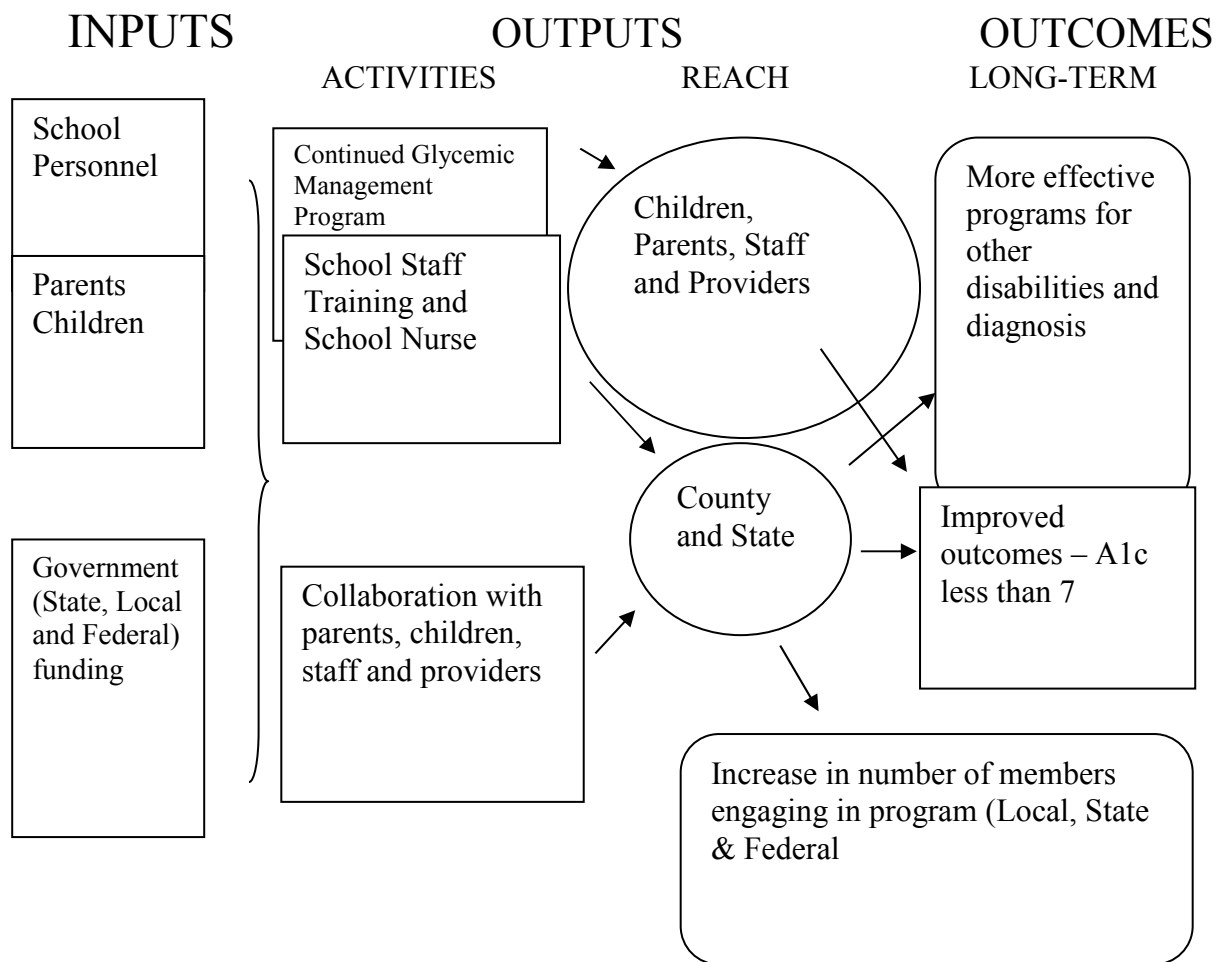 INPUTS
OUTPUTS
OUTCOMES
ACTIVITIES
REACH
LONG-TERM
School
Personnel
Parents
Children
Government
(State, Local
and Federal)
funding
Continued Glycemic
Management
Program
School Staff
Training and
School Nurse
Collaboration with
parents, children,
staff and providers
Children,
Parents, Staff
and Providers
County
and State
More effective
programs for
other
disabilities and
diagnosis
Improved
outcomes – A1c
less than 7
Increase in number of members
engaging in program (Local, State
& Federal